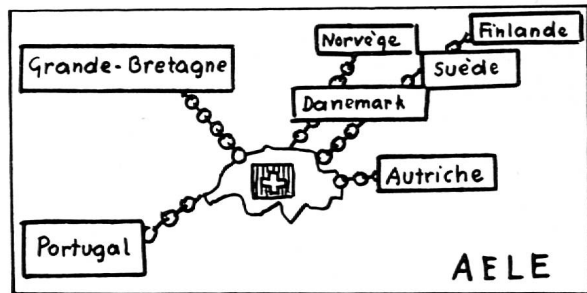 Norvège
Finlande
Grande-Bretagne
Suède
Danemark
Autriche
Portugal
AELE